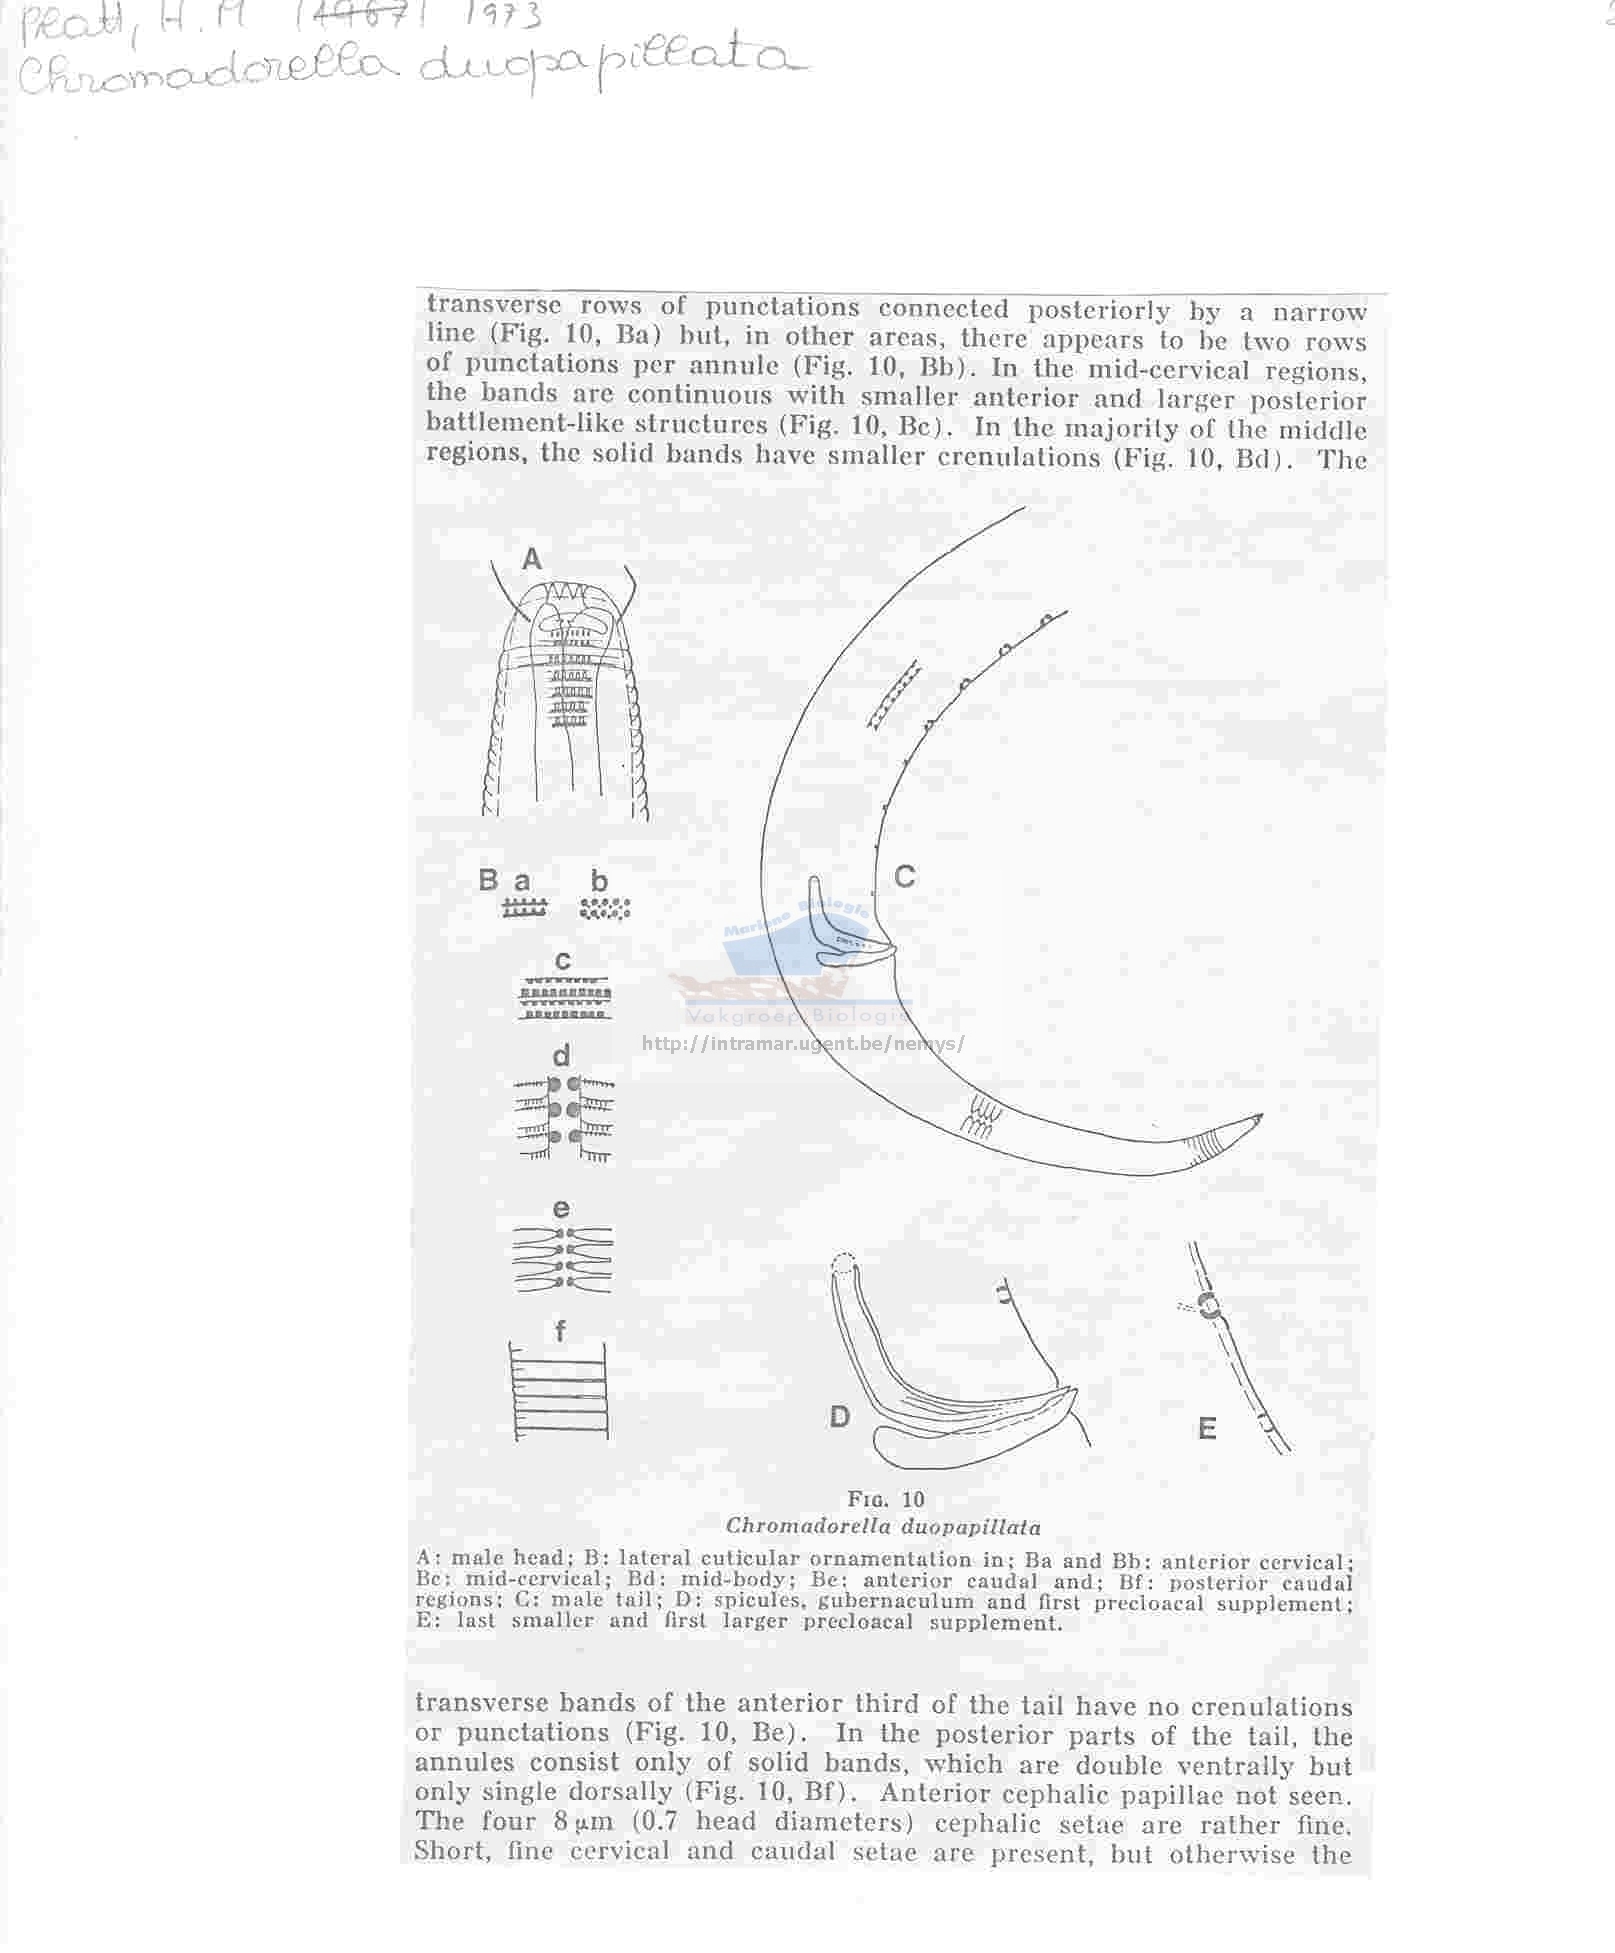 Platt, H.M (1967) 1973
Chromadorella duopapillata
transverse rows of punctations connected posteriorly by a narrow
line (Fig. 10, Ba) but, in other areas, there appears to be two rows
of punctations per annule (Fig. 10, Bb). In the mid-cervical regions,
the bands are continuous with smaller anterior and larger posterior
battlement-like structures (Fig. 10, Bc). In the majority of the middle
regions, the solid bands have smaller crenulations (Fig. 10, Bd). The
A
B a b
C
c
d
e
f
D
E
Mariene Biologie
Vakgroep Biologie
http://intramar.ugent.be/nemys/
FIG. 10
Chromadorella duopapillata
A: male head; B: lateral cuticular ornamentation in; Ba and Bb: anterior cervical;
Bc: mid-cervical; Bd: mid-body; Be: anterior caudal and; Bf: posterior caudal
regions; C: male tail; D: spicules, gubernaculum and first precloacal supplement;
E: last smaller and first larger precloacal supplement.
transverse bands of the anterior third of the tail have no crenulations
or punctations (Fig. 10, Be). In the posterior parts of the tail, the
annules consist only of solid bands, which are double ventrally but
only single dorsally (Fig. 10, Bf). Anterior cephalic papillae not seen.
The four 8 µm (0.7 head diameters) cephalic setae are rather fine.
Short, fine cervical and caudal setae are present, but otherwise the